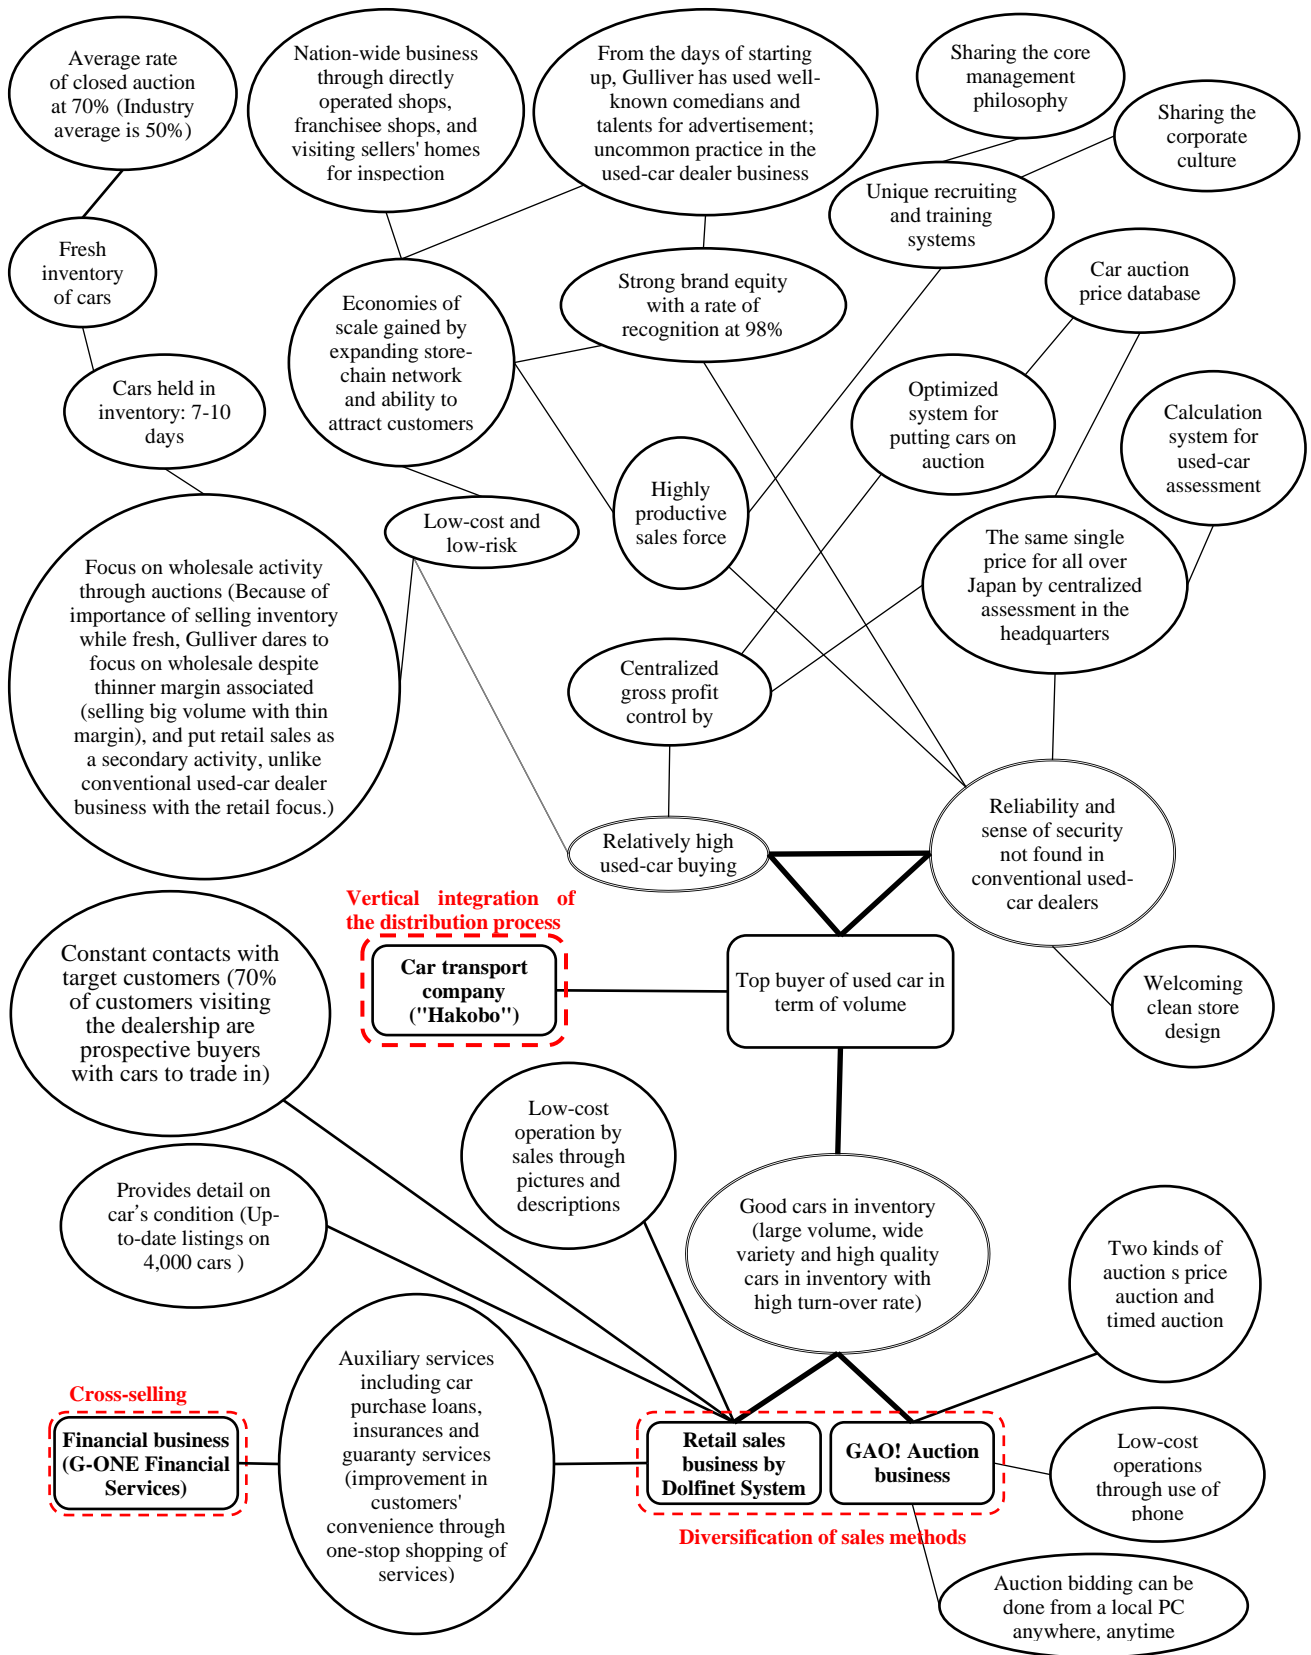 Average rate
of closed auction
at 70% (Industry
average is 50%)
Nation-wide business
through directly
operated shops,
franchisee shops, and
visiting sellers' homes
for inspection
From the days of starting
up, Gulliver has used well-
known comedians and
talents for advertisement;
uncommon practice in the
used-car dealer business
Sharing the core
management
philosophy
Sharing the
corporate
culture
Unique recruiting
and training
systems
Fresh
inventory
of cars
Economies of
scale gained by
expanding store-
chain network
and ability to
attract customers
Strong brand equity
with a rate of
recognition at 98%
Car auction
price database
Cars held in
inventory: 7-10
days
Optimized
system for
putting cars on
auction
Calculation
system for
used-car
assessment
Highly
productive
sales force
Low-cost and
low-risk
The same single
price for all over
Japan by centralized
assessment in the
headquarters
Focus on wholesale activity
through auctions (Because of
importance of selling inventory
while fresh, Gulliver dares to
focus on wholesale despite
thinner margin associated
(selling big volume with thin
margin), and put retail sales as
a secondary activity, unlike
conventional used-car dealer
business with the retail focus.)
Centralized
gross profit
control by
Relatively high
used-car buying
Reliability and
sense of security
not found in
conventional used-
car dealers
Vertical integration of
the distribution process
Car transport
company
("Hakobo")
Top buyer of used car in
term of volume
Welcoming
clean store
design
Constant contacts with
target customers (70%
of customers visiting
the dealership are
prospective buyers
with cars to trade in)
Low-cost
operation by
sales through
pictures and
descriptions
Provides detail on
car's condition (Up-
to-date listings on
4,000 cars )
Good cars in inventory
(large volume, wide
variety and high quality
cars in inventory with
high turn-over rate)
Two kinds of
auction s price
auction and
timed auction
Auxiliary services
including car
purchase loans,
insurances and
guaranty services
(improvement in
customers'
convenience through
one-stop shopping of
services)
Cross-selling
Financial business
(G-ONE Financial
Services)
Retail sales
business by
Dolfinet System
GAO! Auction
business
Low-cost
operations
through use of
phone
Diversification of sales methods
Auction bidding can be
done from a local PC
anywhere, anytime